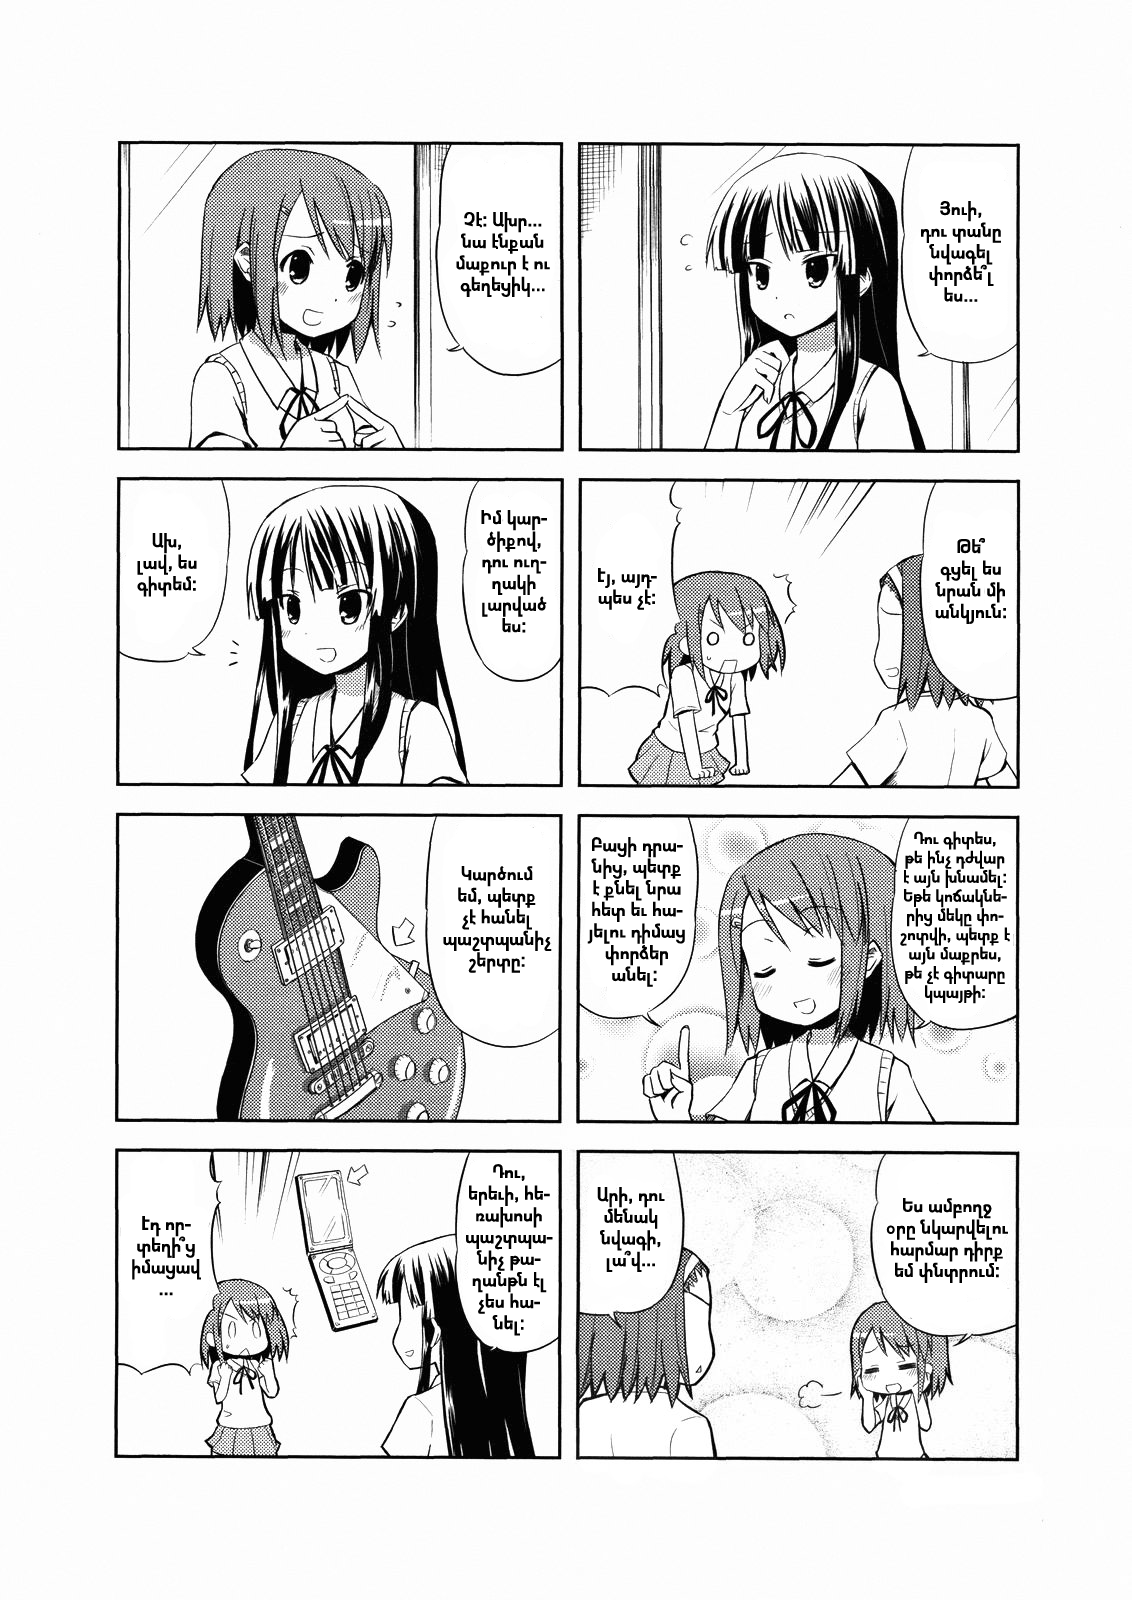 Յուի,
դու տանը
նվագել
փորձե՞լ
ես...
Թե՞
գցել ես
նրան մի
անկյուն:
էյ, այդ-
պես չէ:
Դու գիտես,
թե ինչ դժվար
է այն խնամել:
Եթե կոճակնե-
րից մեկը փո-
շոտվի, պետք է
այն մաքրես,
թե չէ գիտարը
կպայթի:
Բացի դրա-
նից, պետք
է քնել նրա
հետ եւ հա-
յելու դիմաց
փորձեր
անել:
Ես ամբողջ
օրը նկարվելու
հարմար դիրք
եմ փնտրում:
Արի, դու
մենակ
նվագի,
լա՞վ...
Չէ: Ախր...
նա էնքան
մաքուր է ու
գեղեցիկ...
Իմ կար-
ծիքով,
դու ուղ-
ղակի
լարված
ես:
Ախ,
լավ, ես
գիտեմ:
Կարծում
եմ, պետք
չէ հանել
պաշտպանիչ
շերտը:
Դու,
երեւի, հե-
ռախոսի
պաշտպա-
նիչ թա-
ղանթն էլ
չես հա-
նել:
էդ որ-
տեղի՞ց
իմացավ
...